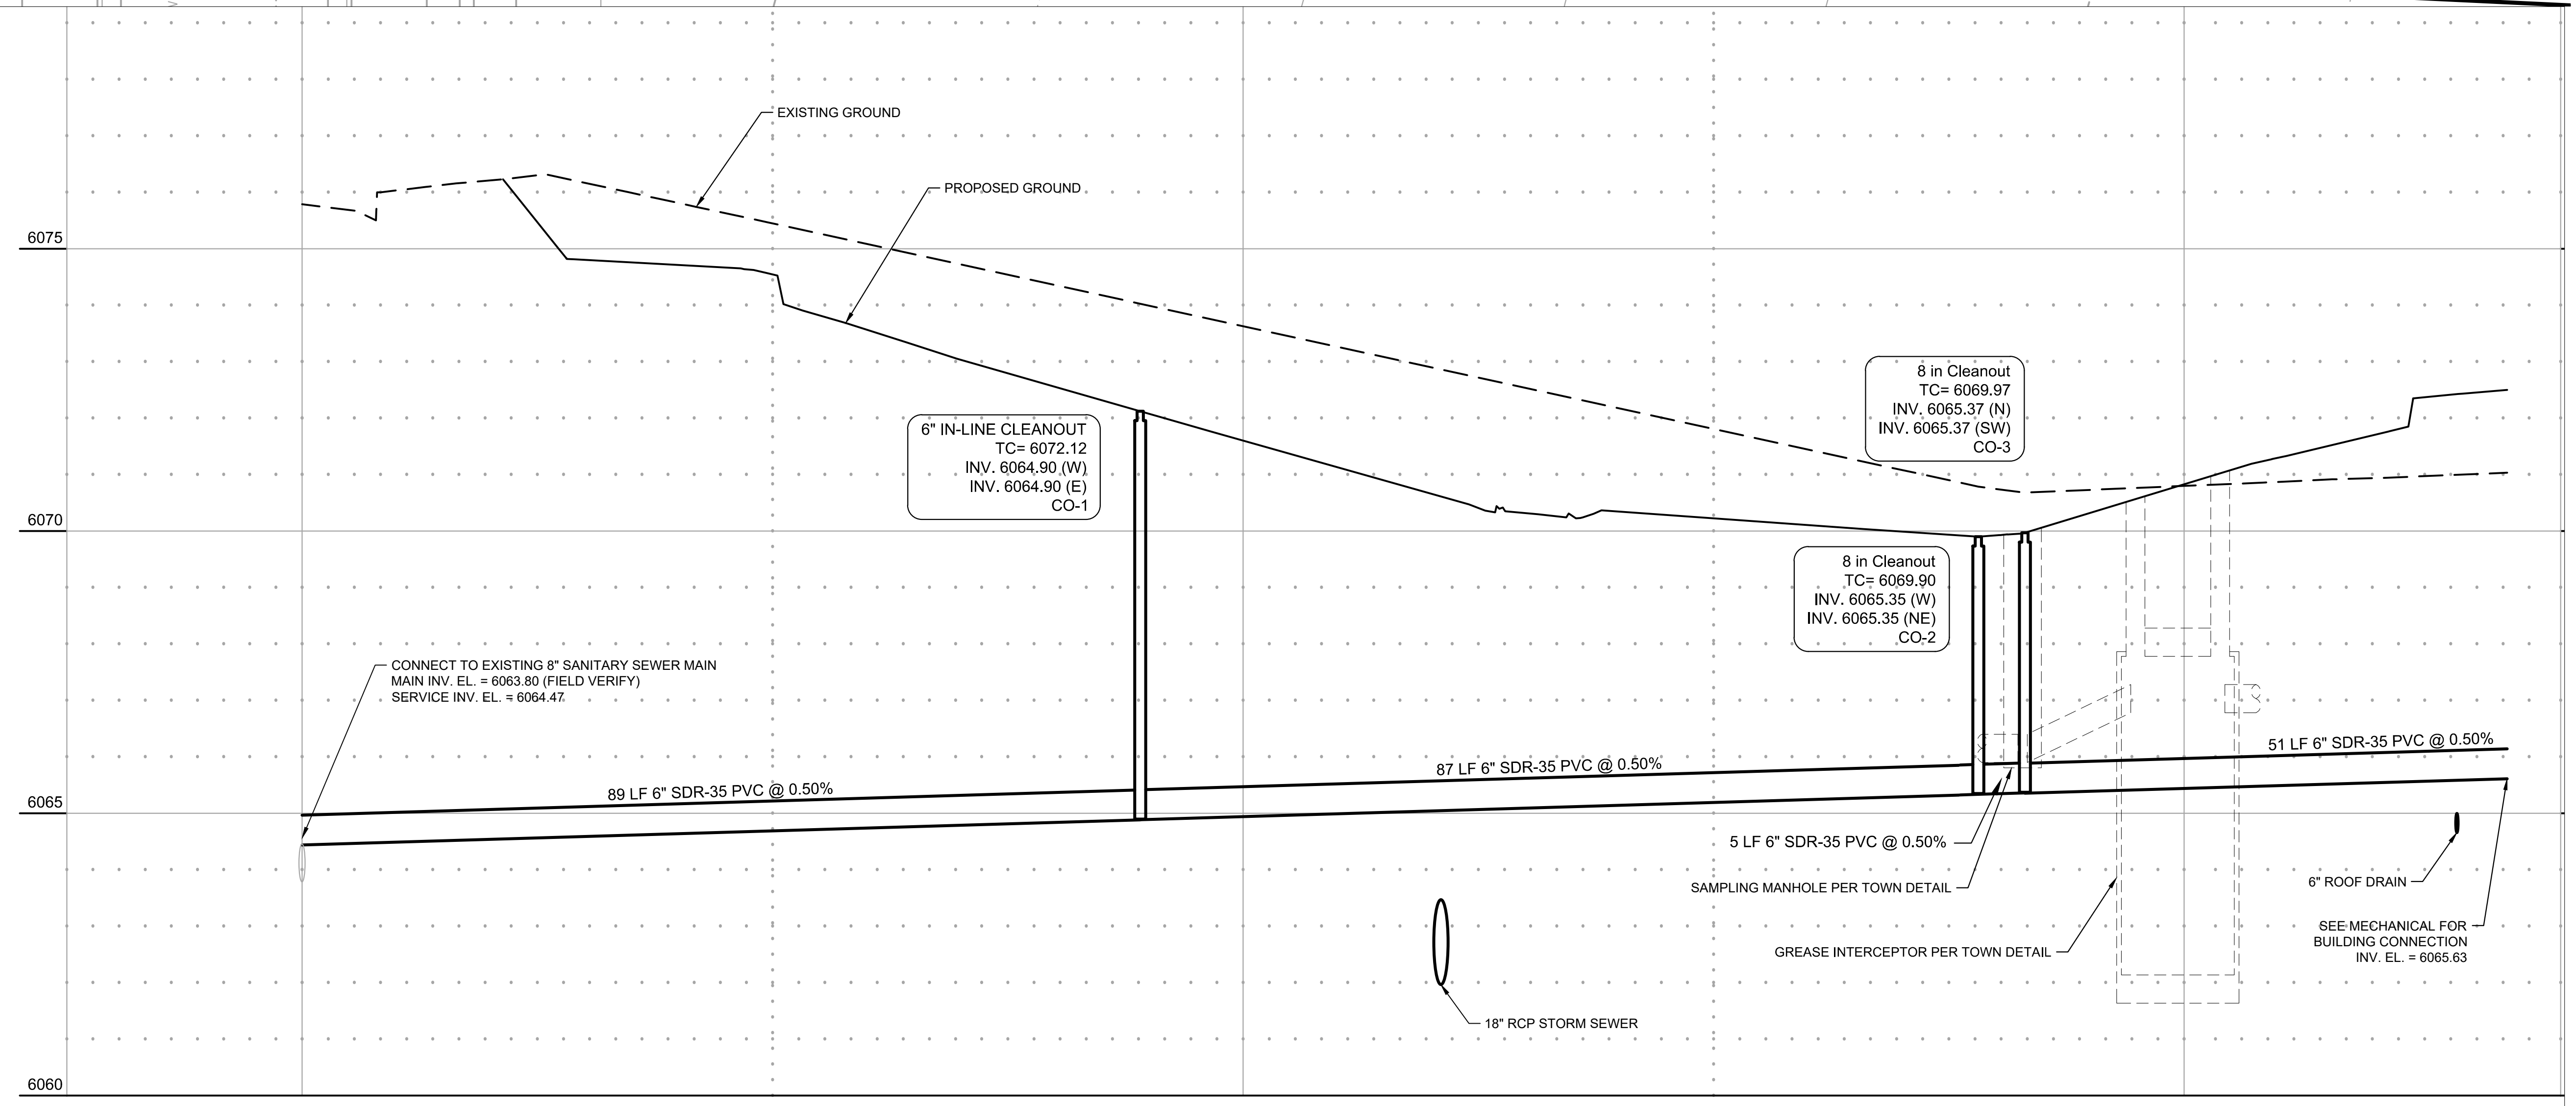 EXISTING GROUND
PROPOSED GROUND
6075
8 in Cleanout
TC= 6069.97
INV. 6065.37 (N)
INV. 6065.37 (SW)
CO-3
6" IN-LINE CLEANOUT
TC= 6072.12
INV. 6064.90 (W)
INV. 6064.90 (E)
CO-1
6070
8 in Cleanout
TC= 6069.90
INV. 6065.35 (W)
INV. 6065.35 (NE)
CO-2
CONNECT TO EXISTING 8" SANITARY SEWER MAIN
MAIN INV. EL. = 6063.80 (FIELD VERIFY)
SERVICE INV. EL. = 6064.47
89 LF 6" SDR-35 PVC @ 0.50%
87 LF 6" SDR-35 PVC @ 0.50%
51 LF 6" SDR-35 PVC @ 0.50%
6065
5 LF 6" SDR-35 PVC @ 0.50%
SAMPLING MANHOLE PER TOWN DETAIL
6" ROOF DRAIN
GREASE INTERCEPTOR PER TOWN DETAIL
SEE MECHANICAL FOR
BUILDING CONNECTION
INV. EL. = 6065.63
18" RCP STORM SEWER
6060